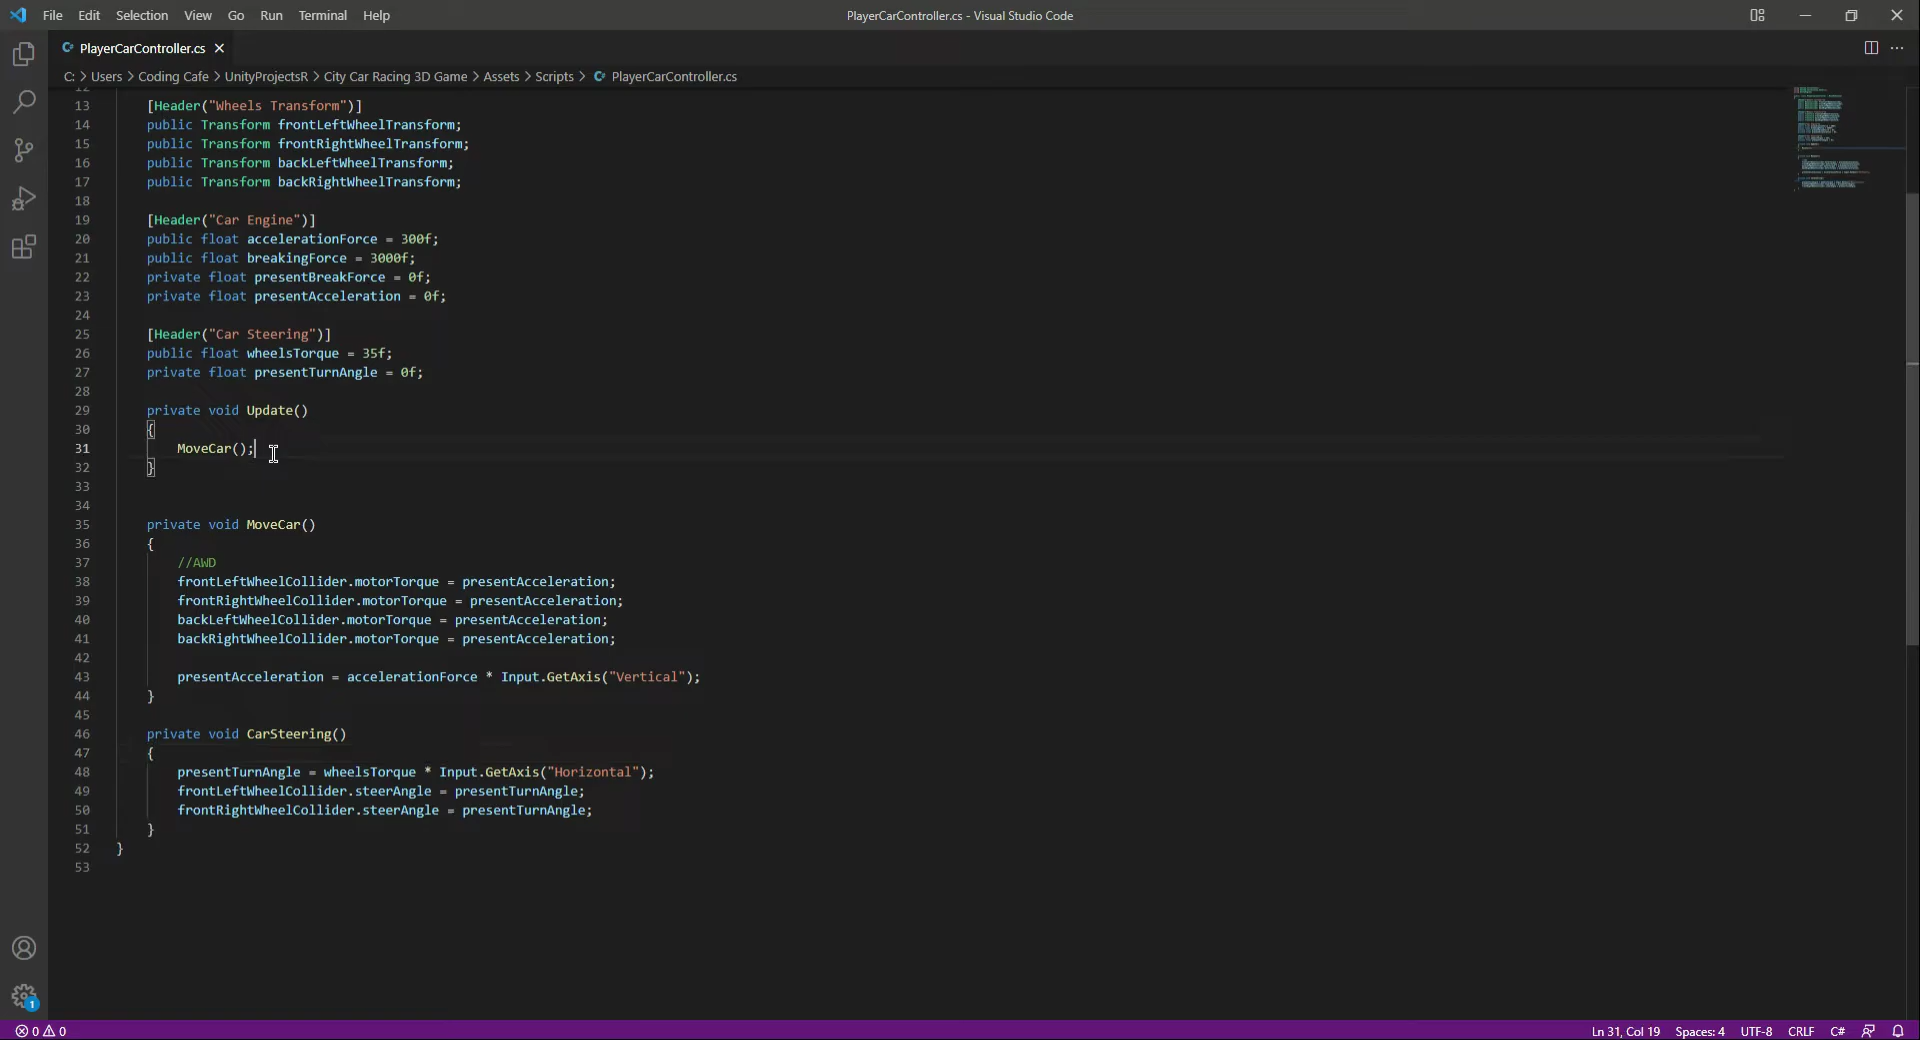 File Edit Selection View Go Run Terminal Help PlayerCarController.cs - Visual Studio Code
PlayerCarController.cs
C: > Users > Coding Cafe > UnityProjectsR > City Car Racing 3D Game > Assets > Scripts > PlayerCarController.cs
12
13 [Header("Wheels Transform")]
14 public Transform frontLeftWheelTransform;
15 public Transform frontRightWheelTransform;
16 public Transform backLeftWheelTransform;
17 public Transform backRightWheelTransform;
18
19 [Header("Car Engine")]
20 public float accelerationForce = 300f;
21 public float breakingForce = 3000f;
22 private float presentBreakForce = 0f;
23 private float presentAcceleration = 0f;
24
25 [Header("Car Steering")]
26 public float wheelsTorque = 35f;
27 private float presentTurnAngle = 0f;
28
29 private void Update()
30 {
31 MoveCar();
32 }
33
34
35 private void MoveCar()
36 {
37 //AWD
38 frontLeftWheelCollider.motorTorque = presentAcceleration;
39 frontRightWheelCollider.motorTorque = presentAcceleration;
40 backLeftWheelCollider.motorTorque = presentAcceleration;
41 backRightWheelCollider.motorTorque = presentAcceleration;
42
43 presentAcceleration = accelerationForce * Input.GetAxis("Vertical");
44 }
45
46 private void CarSteering()
47 {
48 presentTurnAngle = wheelsTorque * Input.GetAxis("Horizontal");
49 frontLeftWheelCollider.steerAngle = presentTurnAngle;
50 frontRightWheelCollider.steerAngle = presentTurnAngle;
51 }
52 }
53
1
0 0 Ln 31, Col 19 Spaces: 4 UTF-8 CRLF C#